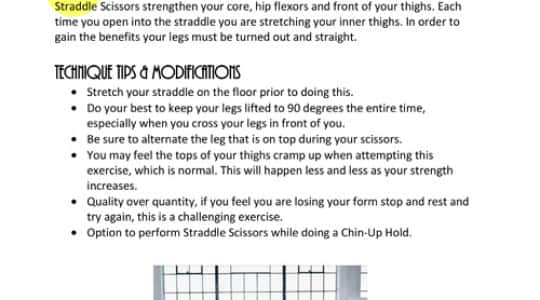 Straddle Scissors strengthen your core, hip flexors and front of your thighs. Each
time you open into the straddle you are stretching your inner thighs. In order to
gain the benefits your legs must be turned out and straight.
TECHNIQUE TIPS & MODIFICATIONS
• Stretch your straddle on the floor prior to doing this.
• Do your best to keep your legs lifted to 90 degrees the entire time,
especially when you cross your legs in front of you.
• Be sure to alternate the leg that is on top during your scissors.
• You may feel the tops of your thighs cramp up when attempting this
exercise, which is normal. This will happen less and less as your strength
increases.
• Quality over quantity, if you feel you are losing your form stop and rest and
try again, this is a challenging exercise.
• Option to perform Straddle Scissors while doing a Chin-Up Hold.